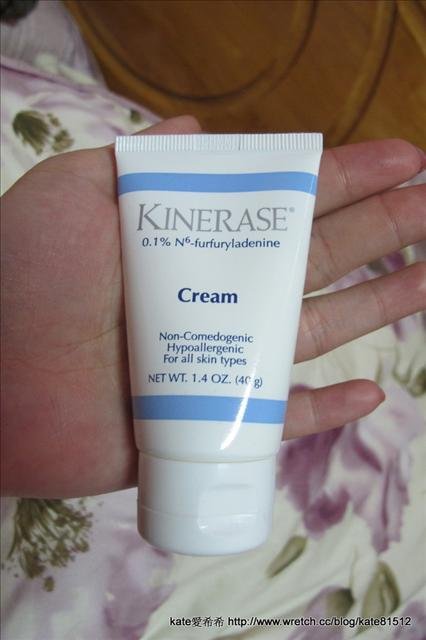 KINERASE®
0.1% N⁶-furfuryladenine
Cream
Non-Comedogenic
Hypoallergenic
For all skin types
NET WT. 1.4 OZ. (40 g)
kate愛希希 http://www.wretch.cc/blog/kate81512